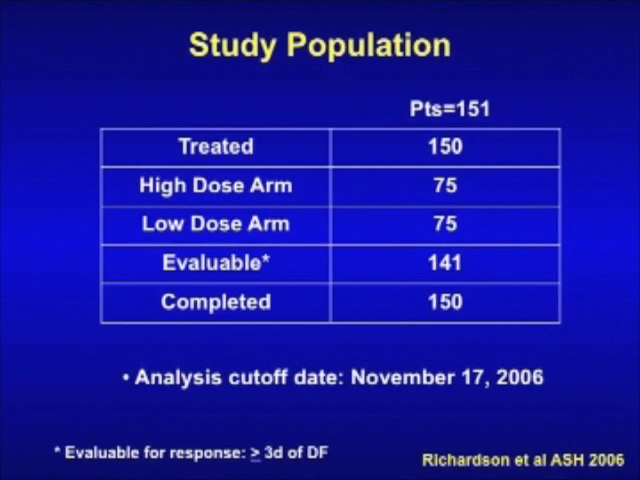 Study Population
Pts=151
Treated 150
High Dose Arm 75
Low Dose Arm 75
Evaluable* 141
Completed 150
• Analysis cutoff date: November 17, 2006
* Evaluable for response: ≥ 3d of DF
Richardson et al ASH 2006